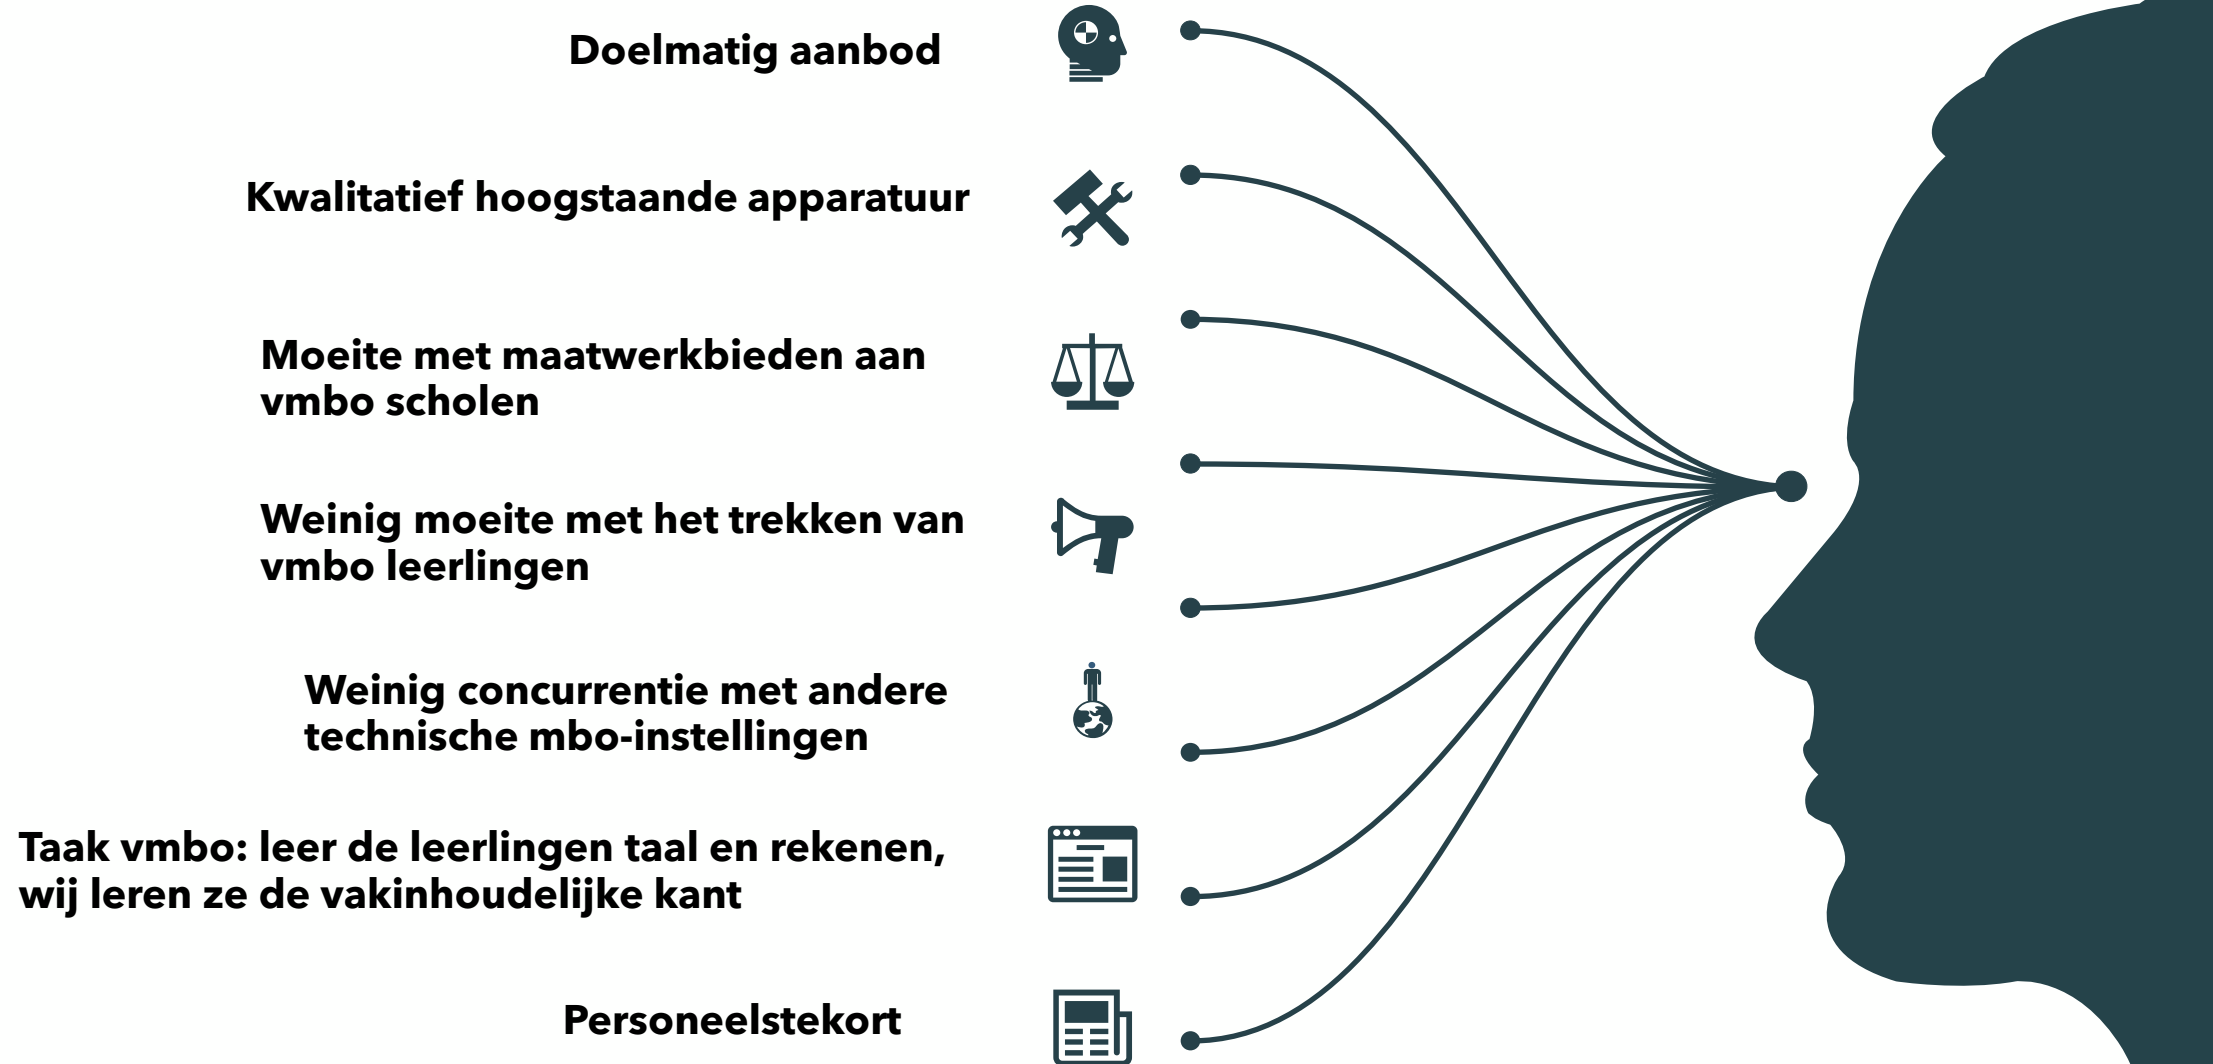 Doelmatig aanbod
Kwalitatief hoogstaande apparatuur
Moeite met maatwerkbieden aan
vmbo scholen
Weinig moeite met het trekken van
vmbo leerlingen
Weinig concurrentie met andere
technische mbo-instellingen
Taak vmbo: leer de leerlingen taal en rekenen,
wij leren ze de vakinhoudelijke kant
Personeelstekort